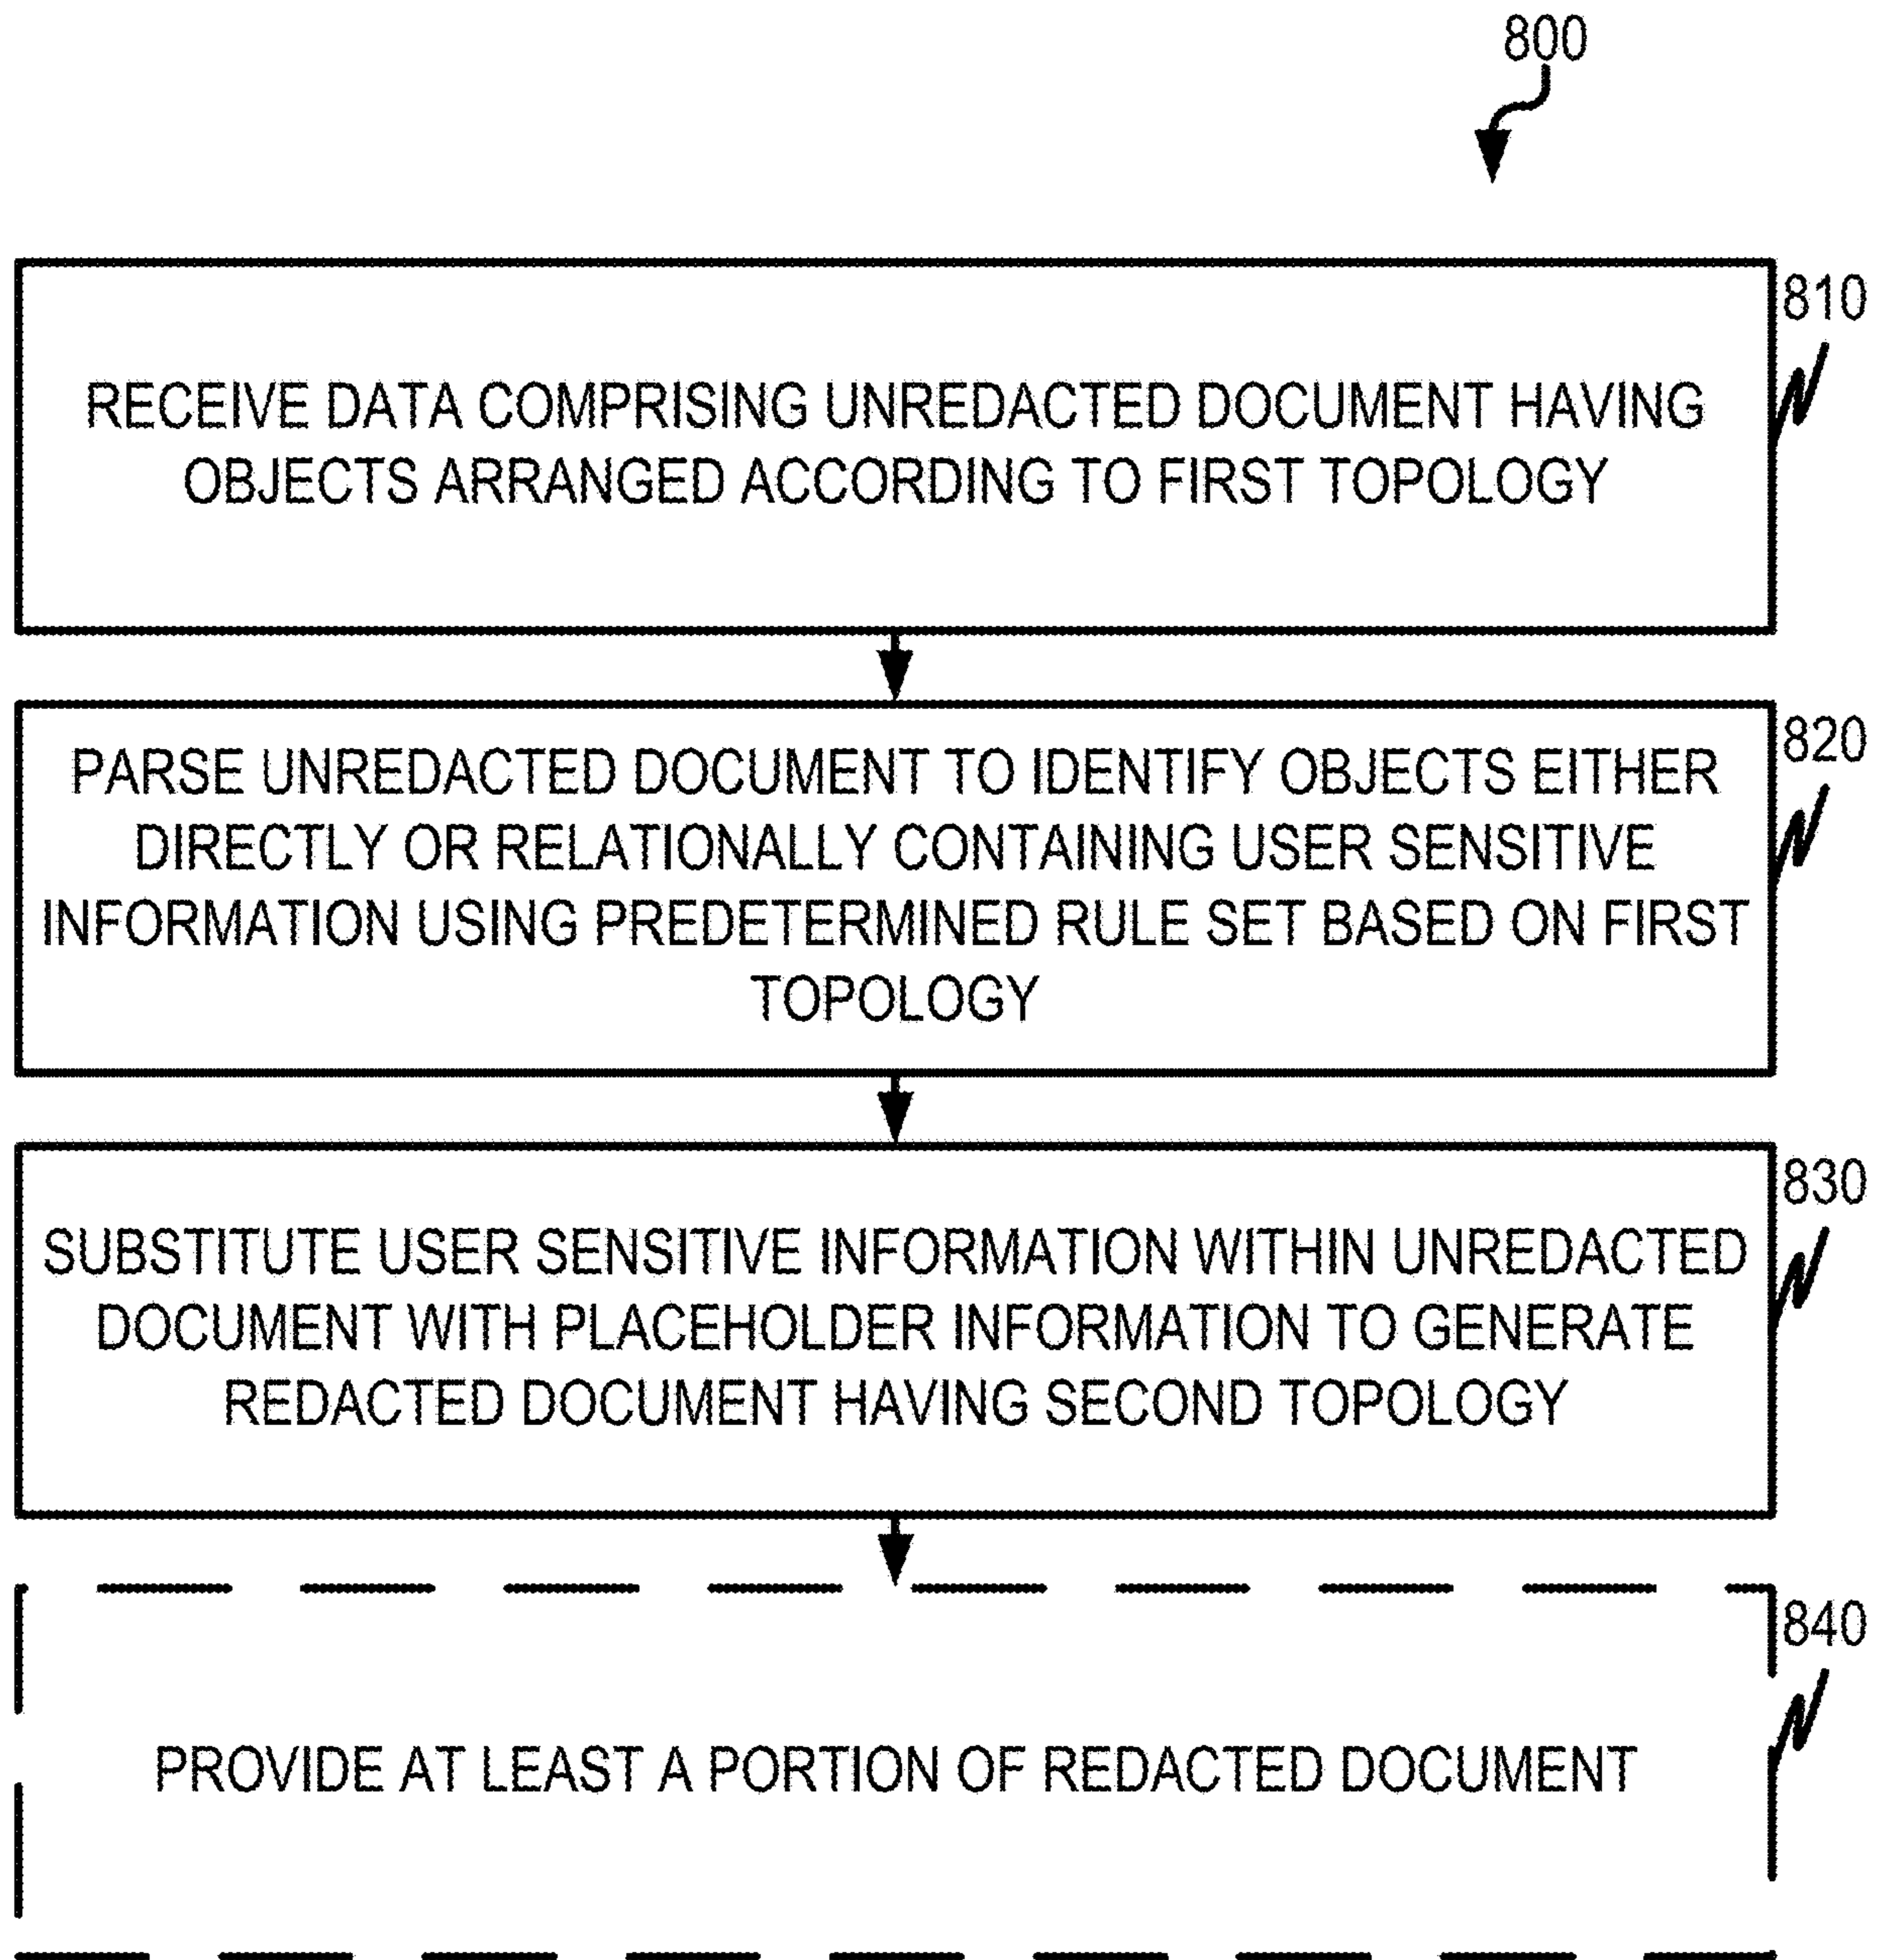 800
810
RECEIVE DATA COMPRISING UNREDACTED DOCUMENT HAVING
OBJECTS ARRANGED ACCORDING TO FIRST TOPOLOGY
820
PARSE UNREDACTED DOCUMENT TO IDENTIFY OBJECTS EITHER
DIRECTLY OR RELATIONALLY CONTAINING USER SENSITIVE
INFORMATION USING PREDETERMINED RULE SET BASED ON FIRST
TOPOLOGY
830
SUBSTITUTE USER SENSITIVE INFORMATION WITHIN UNREDACTED
DOCUMENT WITH PLACEHOLDER INFORMATION TO GENERATE
REDACTED DOCUMENT HAVING SECOND TOPOLOGY
840
PROVIDE AT LEAST A PORTION OF REDACTED DOCUMENT